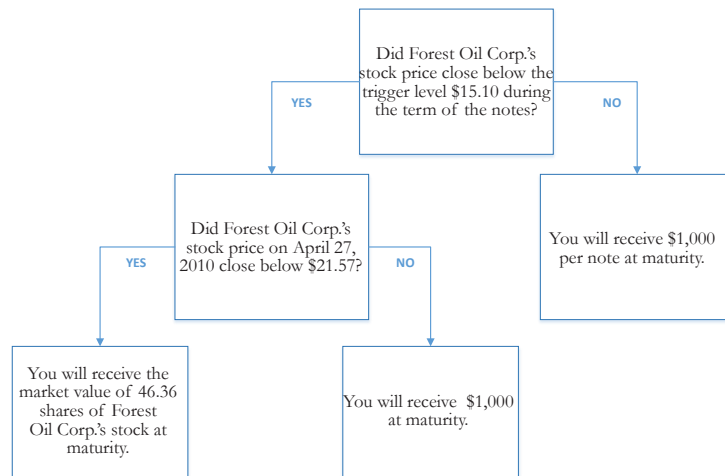 Did Forest Oil Corp.'s
stock price close below the
trigger level $15.10 during
the term of the notes?
YES
NO
Did Forest Oil Corp.'s
stock price on April 27,
2010 close below $21.57?
You will receive $1,000
per note at maturity.
YES
NO
You will receive the
market value of 46.36
shares of Forest
Oil Corp.'s stock at
maturity.
You will receive $1,000
at maturity.